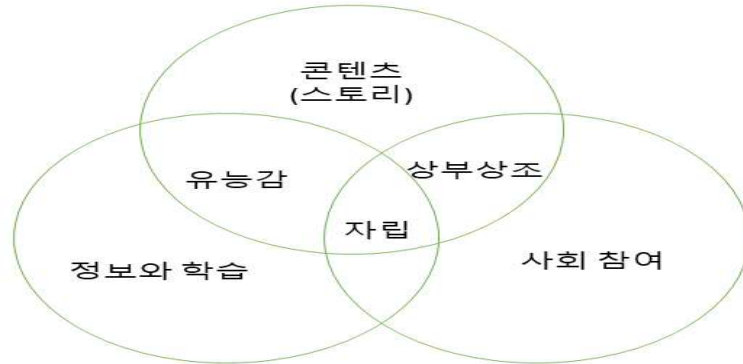 콘텐츠
(스토리)
유능감
상부상조
자립
정보와 학습
사회 참여